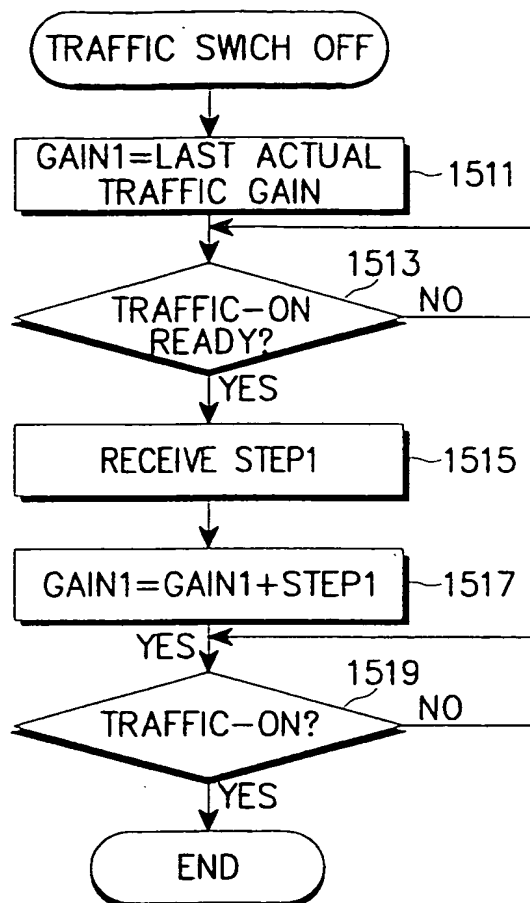 TRAFFIC SWICH OFF
GAIN1=LAST ACTUAL
TRAFFIC GAIN
1511
1513
TRAFFIC-ON
READY?
NO
YES
RECEIVE STEP1
1515
GAIN1=GAIN1+STEP1
1517
YES
1519
TRAFFIC-ON?
NO
YES
END